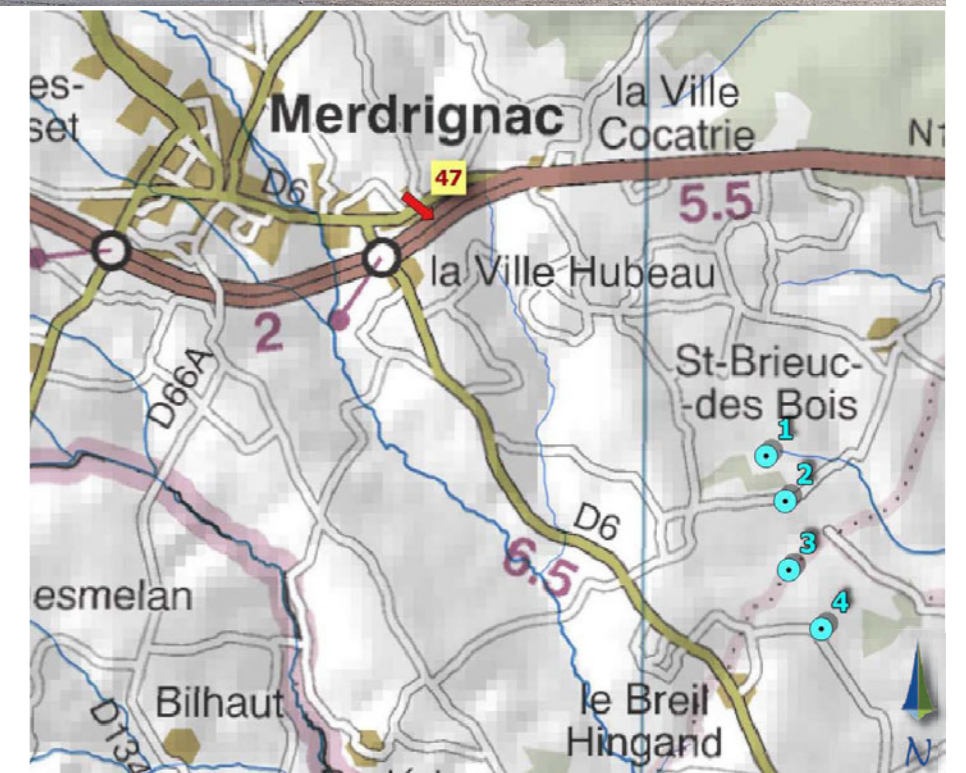 es-
set
Merdrignac
la Ville
Cocatrie
N1
D6
47
5.5
la Ville Hubeau
2
D66A
St-Brieuc-
-des Bois
1
2
D6
6.5
3
esmelan
4
Bilhaut
le Breil
Hingand
D134
N